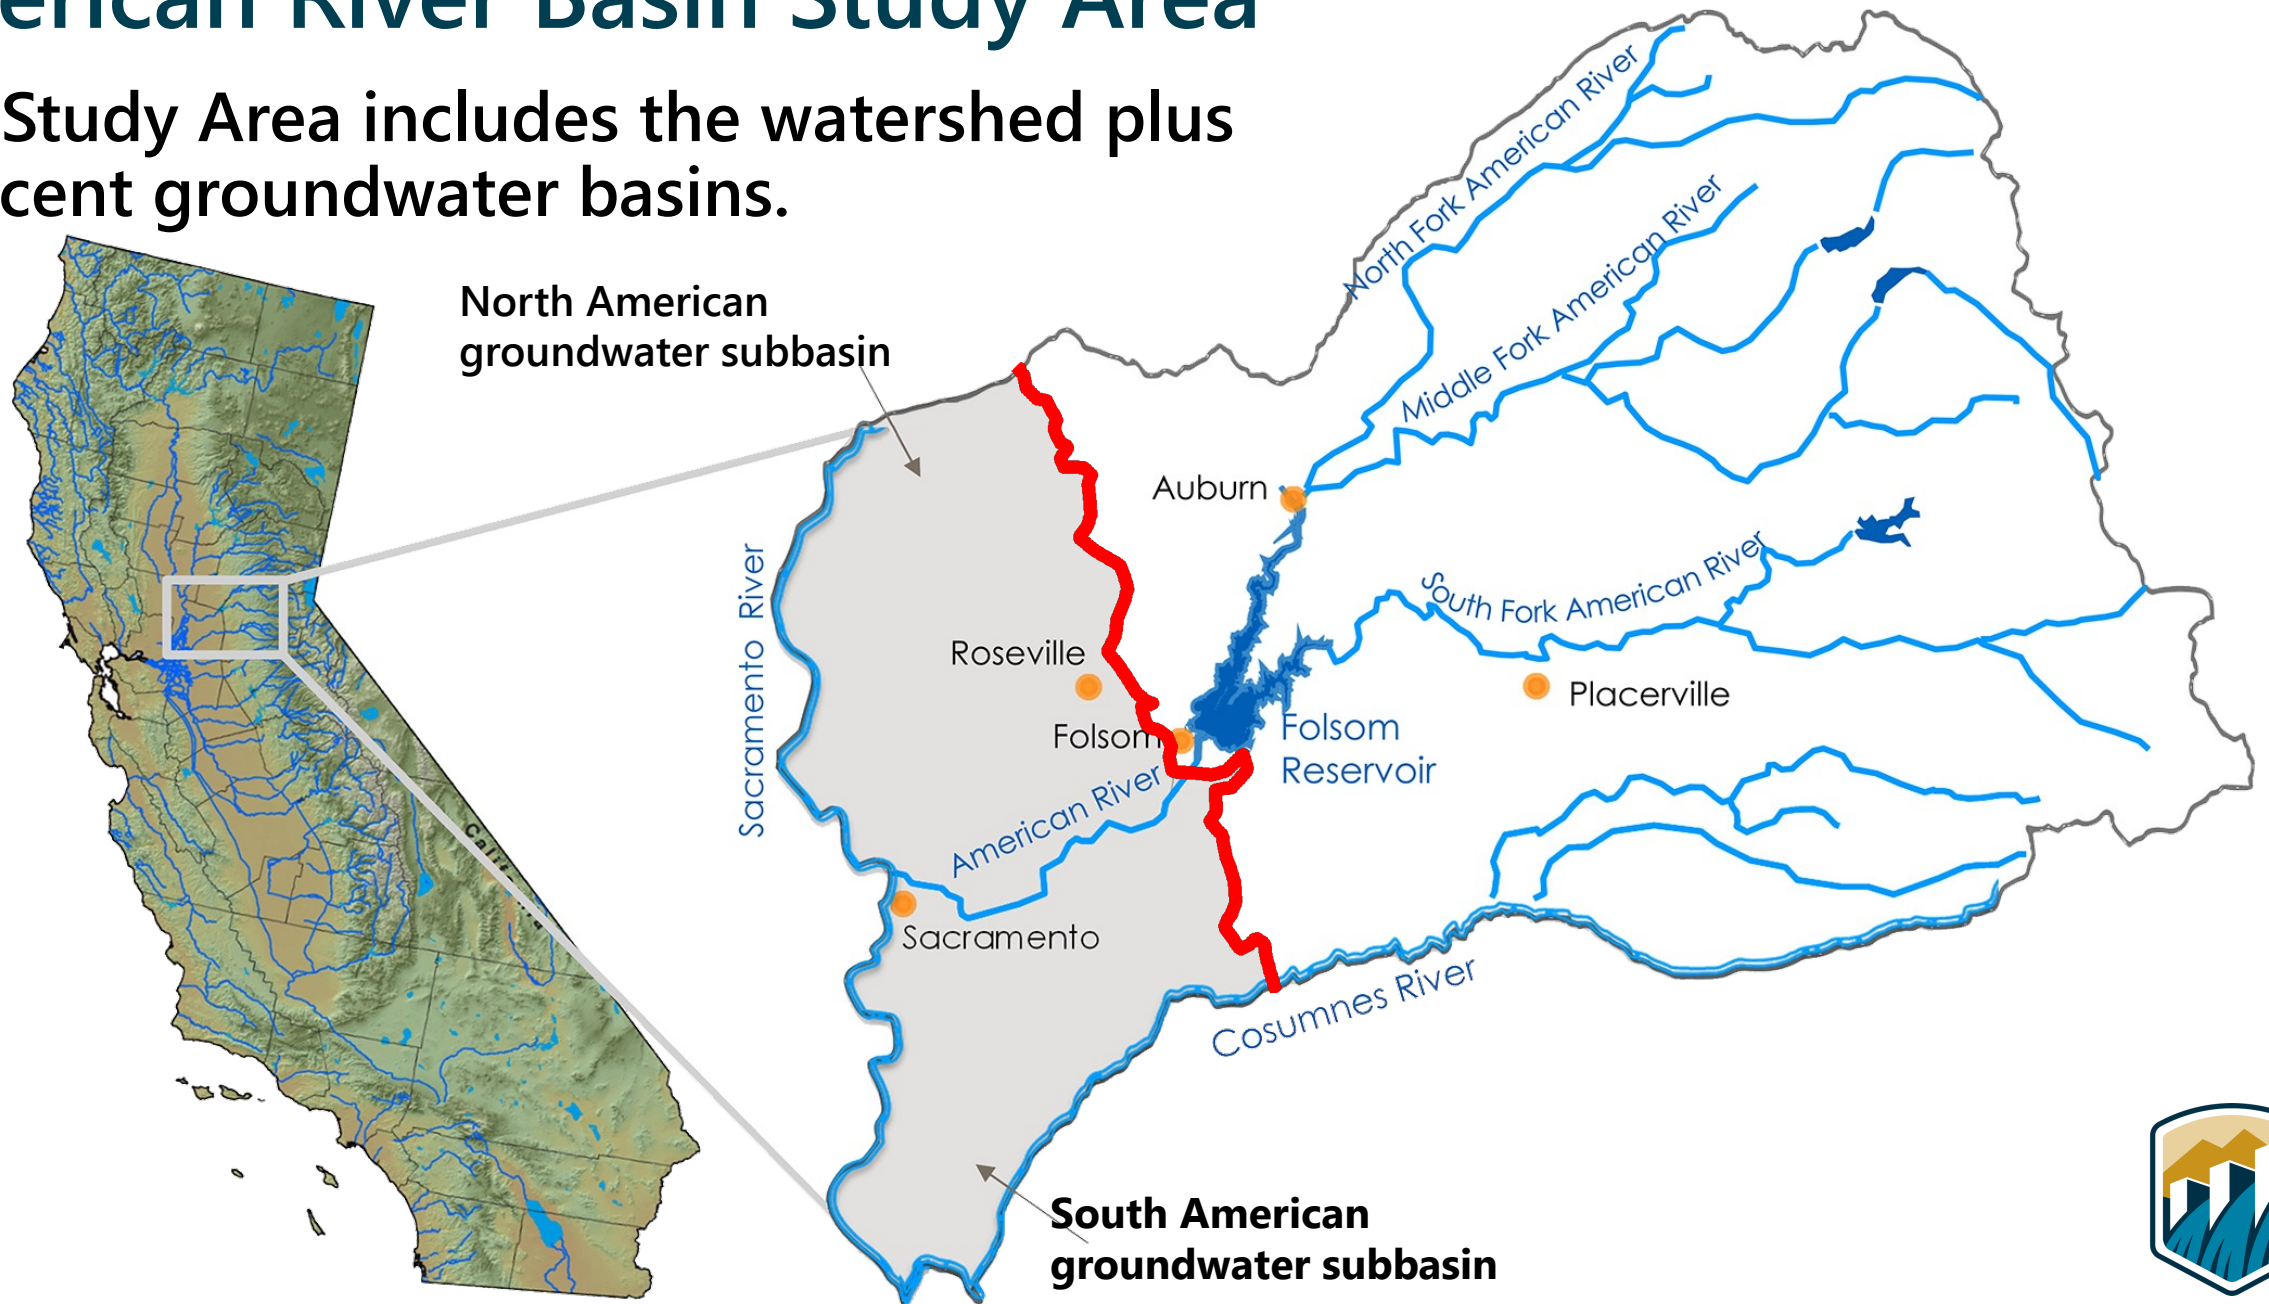 erican River Basin Study Area
Study Area includes the watershed plus
cent groundwater basins.
North American
groundwater subbasin
North Fork American River
Middle Fork American River
Auburn
South Fork American River
Sacramento River
Roseville
Placerville
Folsom
Folsom
Reservoir
American River
Sacramento
Cosumnes River
California
South American
groundwater subbasin